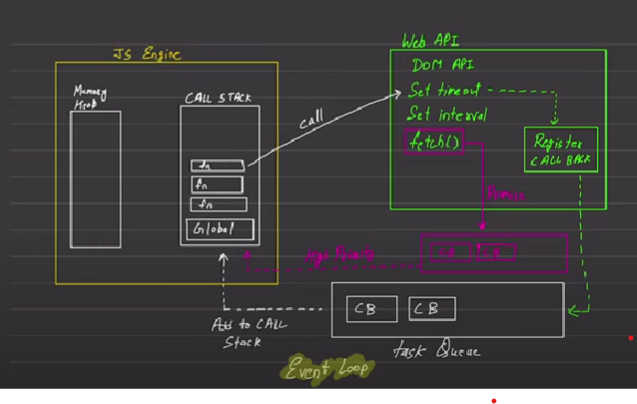 JS Engine
Memory
Heap
CALL STACK
fn
fn
fn
Global
call
Web API
DOM API
Set timeout
Set interval
fetch()
Register
CALL BACK
Promise
High Priority
CB
CB
CB
CB
Add to CALL
Stack
task Queue
Event Loop